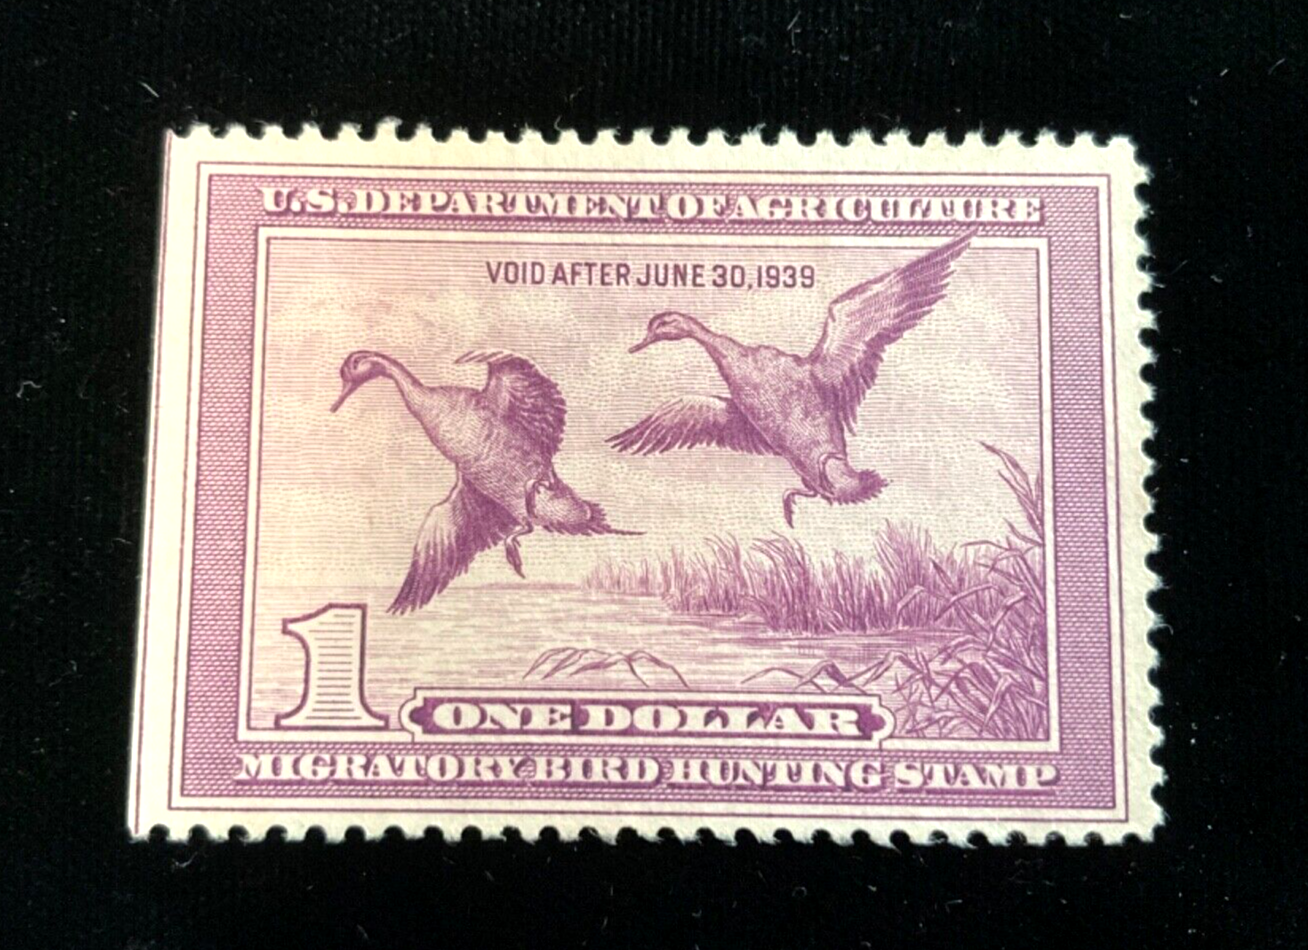 U.S. DEPARTMENT OF AGRICULTURE
VOID AFTER JUNE 30, 1939
1
ONE DOLLAR
MIGRATORY BIRD HUNTING STAMP